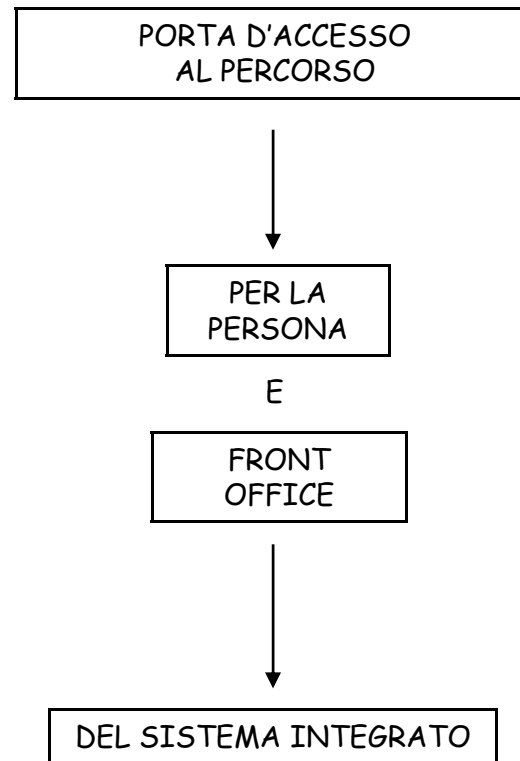 PORTA D'ACCESSO
AL PERCORSO
PER LA
PERSONA
E
FRONT
OFFICE
DEL SISTEMA INTEGRATO